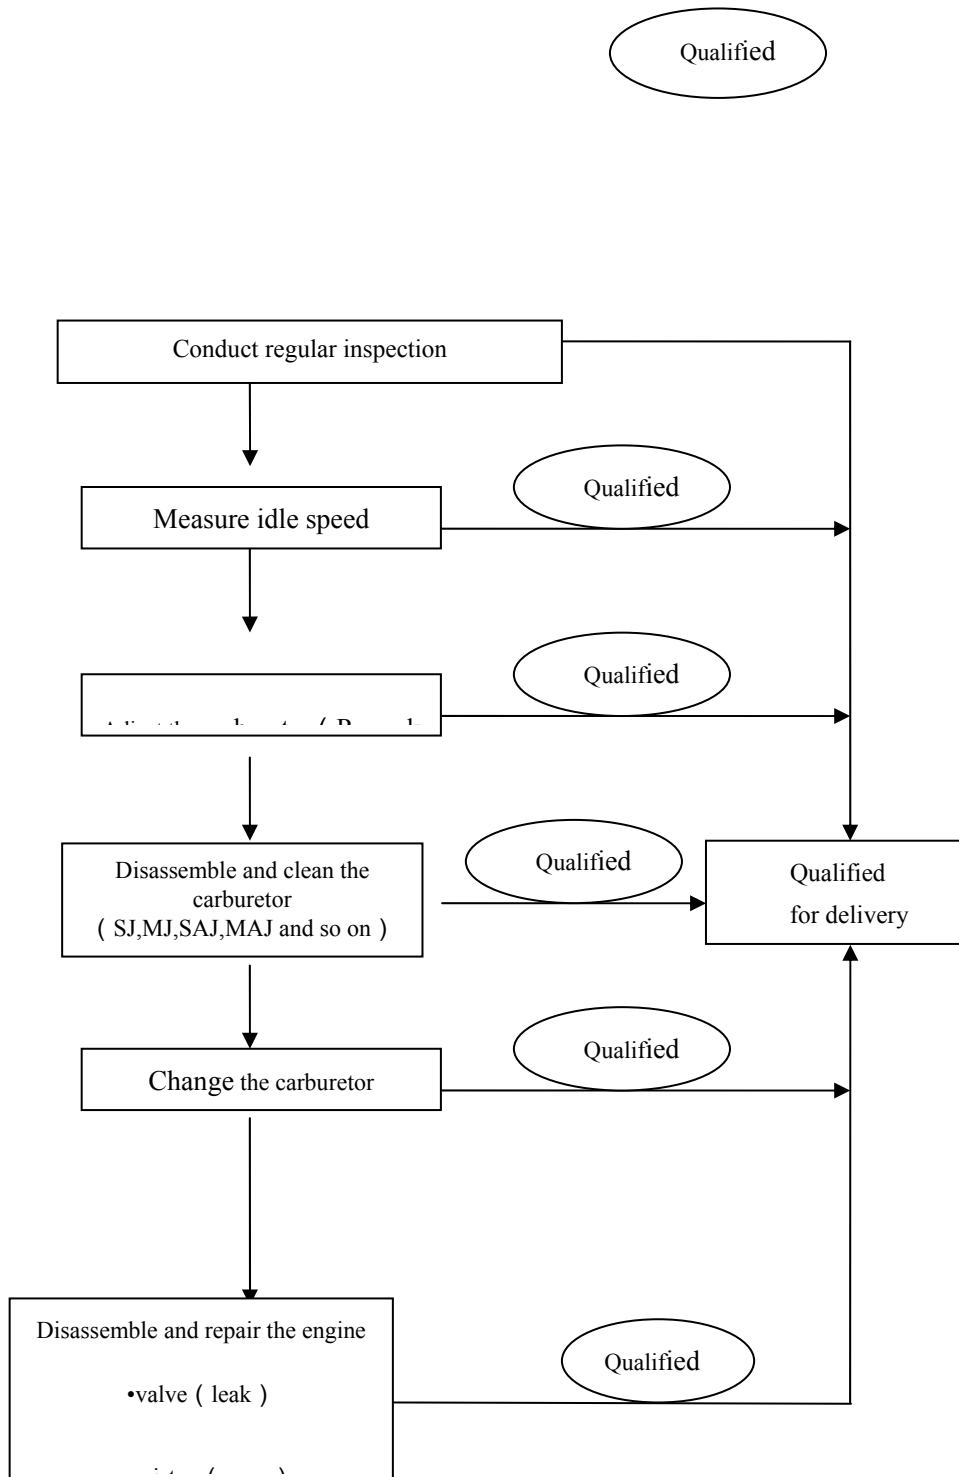 Qualified
Conduct regular inspection
Qualified
Measure idle speed
Qualified
Disassemble and clean the
carburetor
( SJ,MJ,SAJ,MAJ and so on )
Qualified
Qualified
for delivery
Qualified
Change the carburetor
Disassemble and repair the engine
Qualified
•valve ( leak )